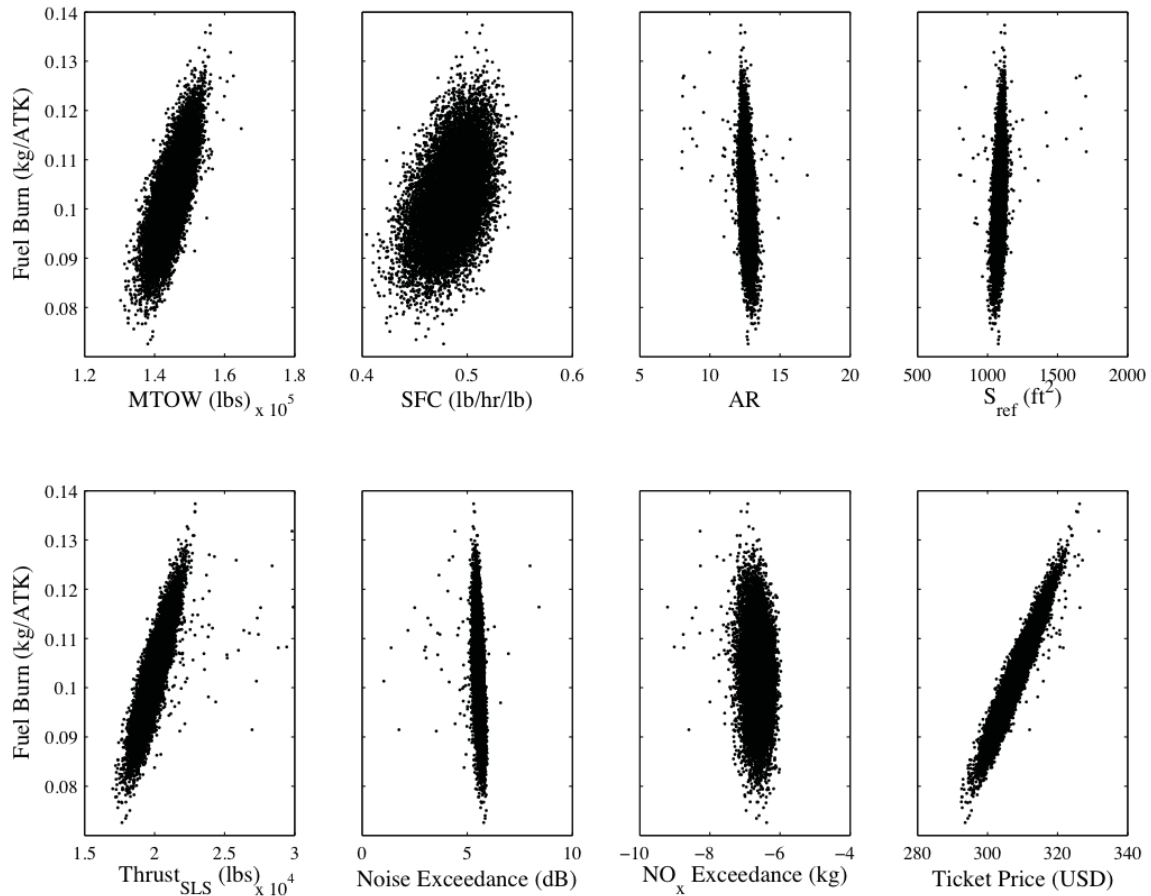 Fuel Burn (kg/ATK)
0.14
0.13
0.12
0.11
0.1
0.09
0.08
1.2 1.4 1.6 1.8
MTOW (lbs) x 10^5
0.4 0.5 0.6
SFC (lb/hr/lb)
5 10 15 20
AR
500 1000 1500 2000
S_ref (ft^2)
Fuel Burn (kg/ATK)
0.14
0.13
0.12
0.11
0.1
0.09
0.08
1.5 2 2.5 3
Thrust_SLS (lbs) x 10^4
0 5 10
Noise Exceedance (dB)
−10 −8 −6 −4
NO_x Exceedance (kg)
280 300 320 340
Ticket Price (USD)